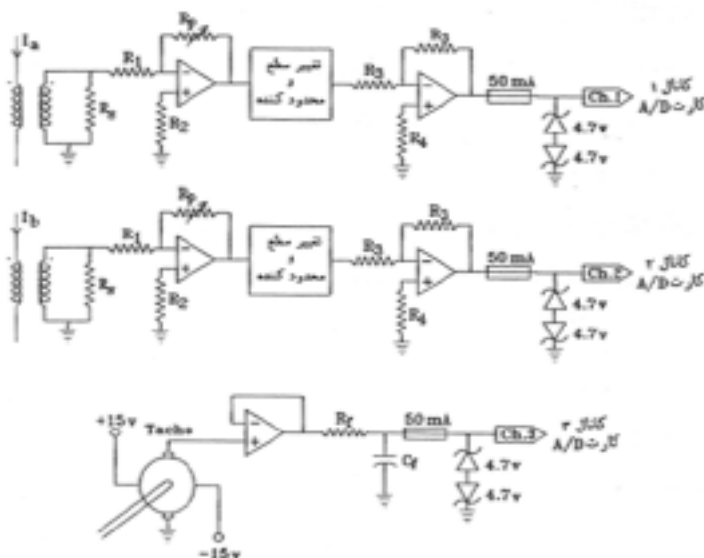 Ia
R1
RP
Rs
R2
تغییر سطح
و
محدود کننده
R3
R3
R4
50 mA
Ch.1
4.7v
4.7v
کانال ۱
کارت A/D
Ib
R1
RP
Rs
R2
تغییر سطح
و
محدود کننده
R3
R3
R4
50 mA
Ch.2
4.7v
4.7v
کانال ۲
کارت A/D
+15v
Tacho
-15v
Rf
Cf
50 mA
Ch.3
4.7v
4.7v
کانال ۳
کارت A/D